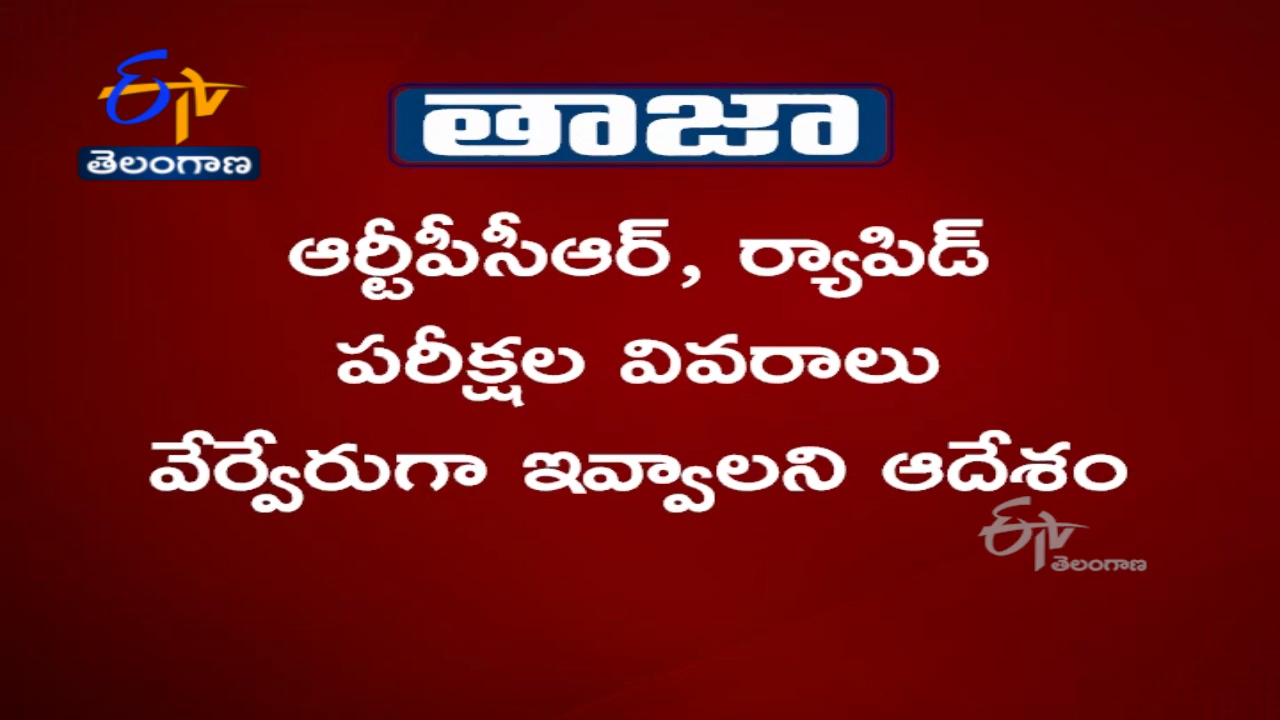 ETV
తెలంగాణ
తాజా
ఆర్టీపీసీఆర్, ర్యాపిడ్
పరీక్షల వివరాలు
వేర్వేరుగా ఇవ్వాలని ఆదేశం
ETV
తెలంగాణ